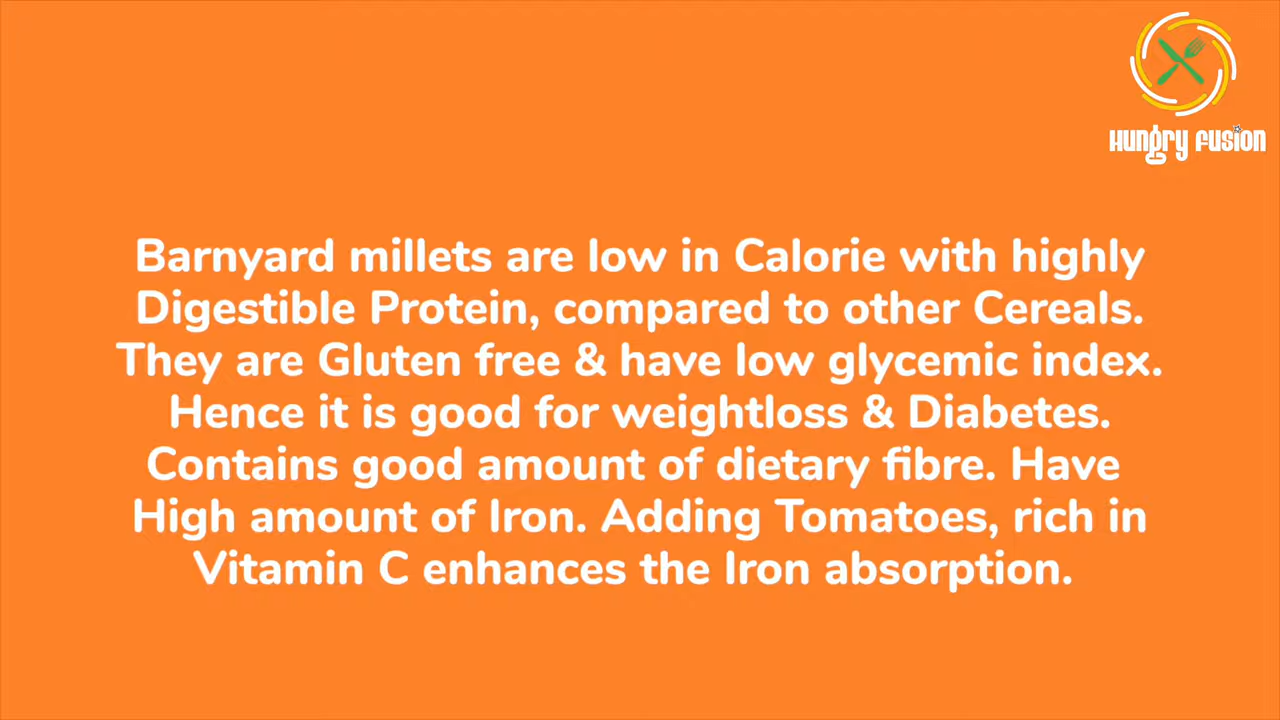 Hungry Fusion
Barnyard millets are low in Calorie with highly
Digestible Protein, compared to other Cereals.
They are Gluten free & have low glycemic index.
Hence it is good for weightloss & Diabetes.
Contains good amount of dietary fibre. Have
High amount of Iron. Adding Tomatoes, rich in
Vitamin C enhances the Iron absorption.